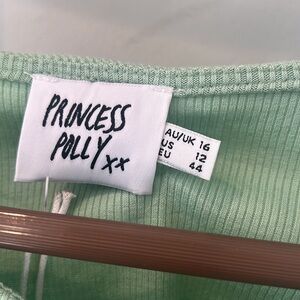 PRINCESS
POLLY xx
AU/UK 16
US 12
EU 44